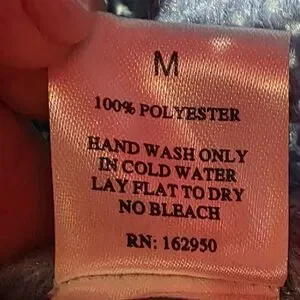 M
100% POLYESTER
HAND WASH ONLY
IN COLD WATER
LAY FLAT TO DRY
NO BLEACH
RN: 162950